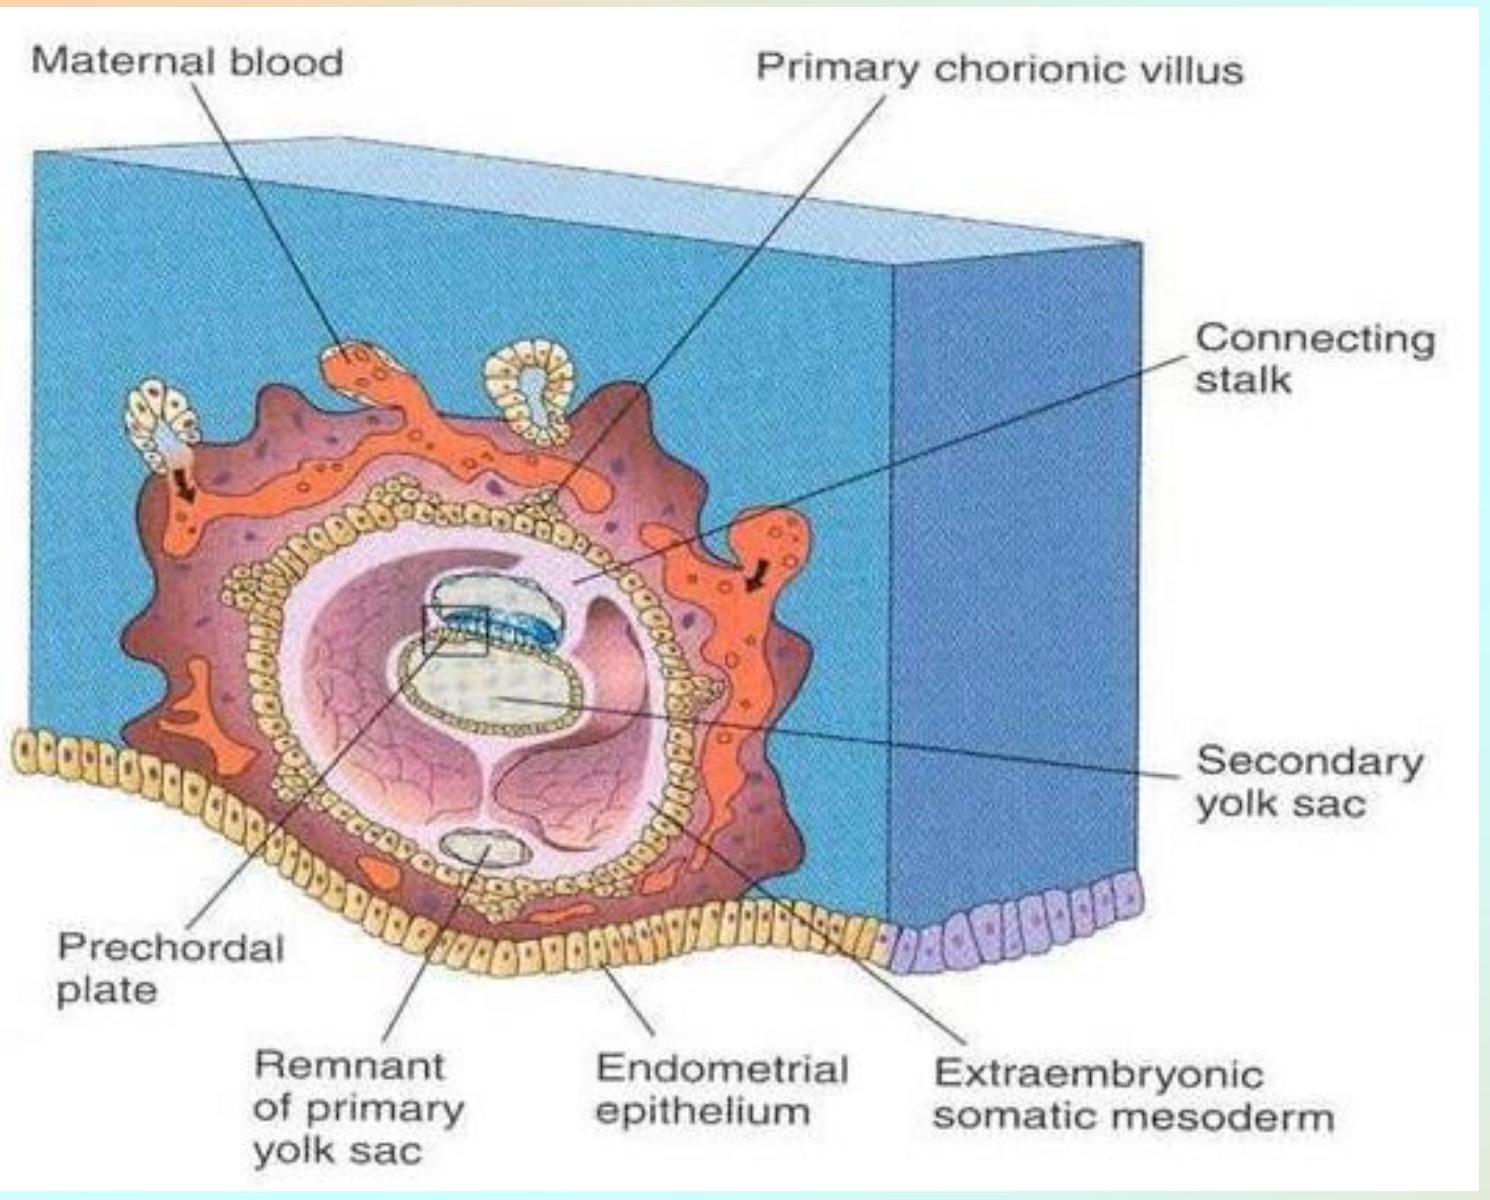 Maternal blood
Primary chorionic villus
Connecting
stalk
Secondary
yolk sac
Prechordal
plate
Remnant
of primary
yolk sac
Endometrial
epithelium
Extraembryonic
somatic mesoderm